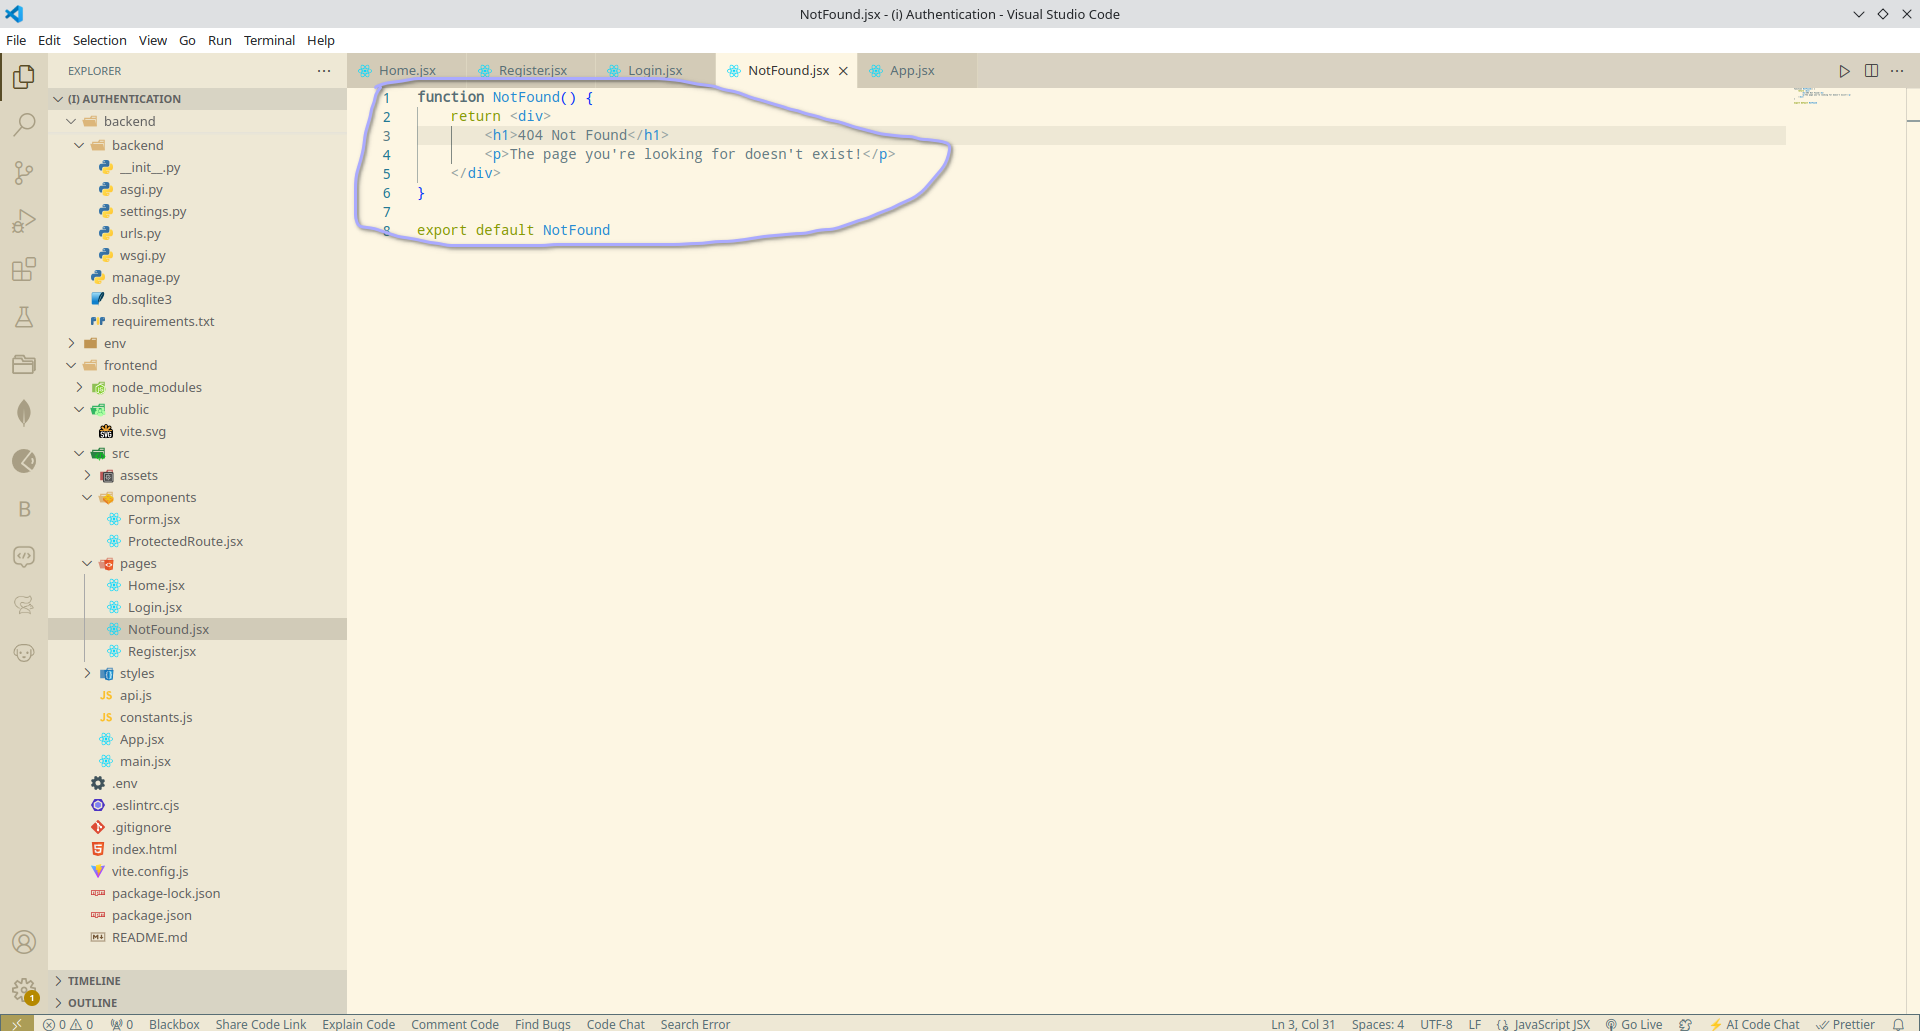 NotFound.jsx - (i) Authentication - Visual Studio Code
File Edit Selection View Go Run Terminal Help
EXPLORER
Home.jsx Register.jsx Login.jsx NotFound.jsx App.jsx
(I) AUTHENTICATION
backend
backend
__init__.py
asgi.py
settings.py
urls.py
wsgi.py
manage.py
db.sqlite3
requirements.txt
env
frontend
node_modules
public
vite.svg
src
assets
components
Form.jsx
ProtectedRoute.jsx
pages
Home.jsx
Login.jsx
NotFound.jsx
Register.jsx
styles
JS api.js
JS constants.js
App.jsx
main.jsx
.env
.eslintrc.cjs
.gitignore
index.html
vite.config.js
package-lock.json
package.json
README.md
TIMELINE
OUTLINE
B
1
1 function NotFound() {
2     return <div>
3         <h1>404 Not Found</h1>
4         <p>The page you're looking for doesn't exist!</p>
5     </div>
6 }
7
8 export default NotFound
0 0 0 Blackbox Share Code Link Explain Code Comment Code Find Bugs Code Chat Search Error Ln 3, Col 31 Spaces: 4 UTF-8 LF JavaScript JSX Go Live AI Code Chat Prettier